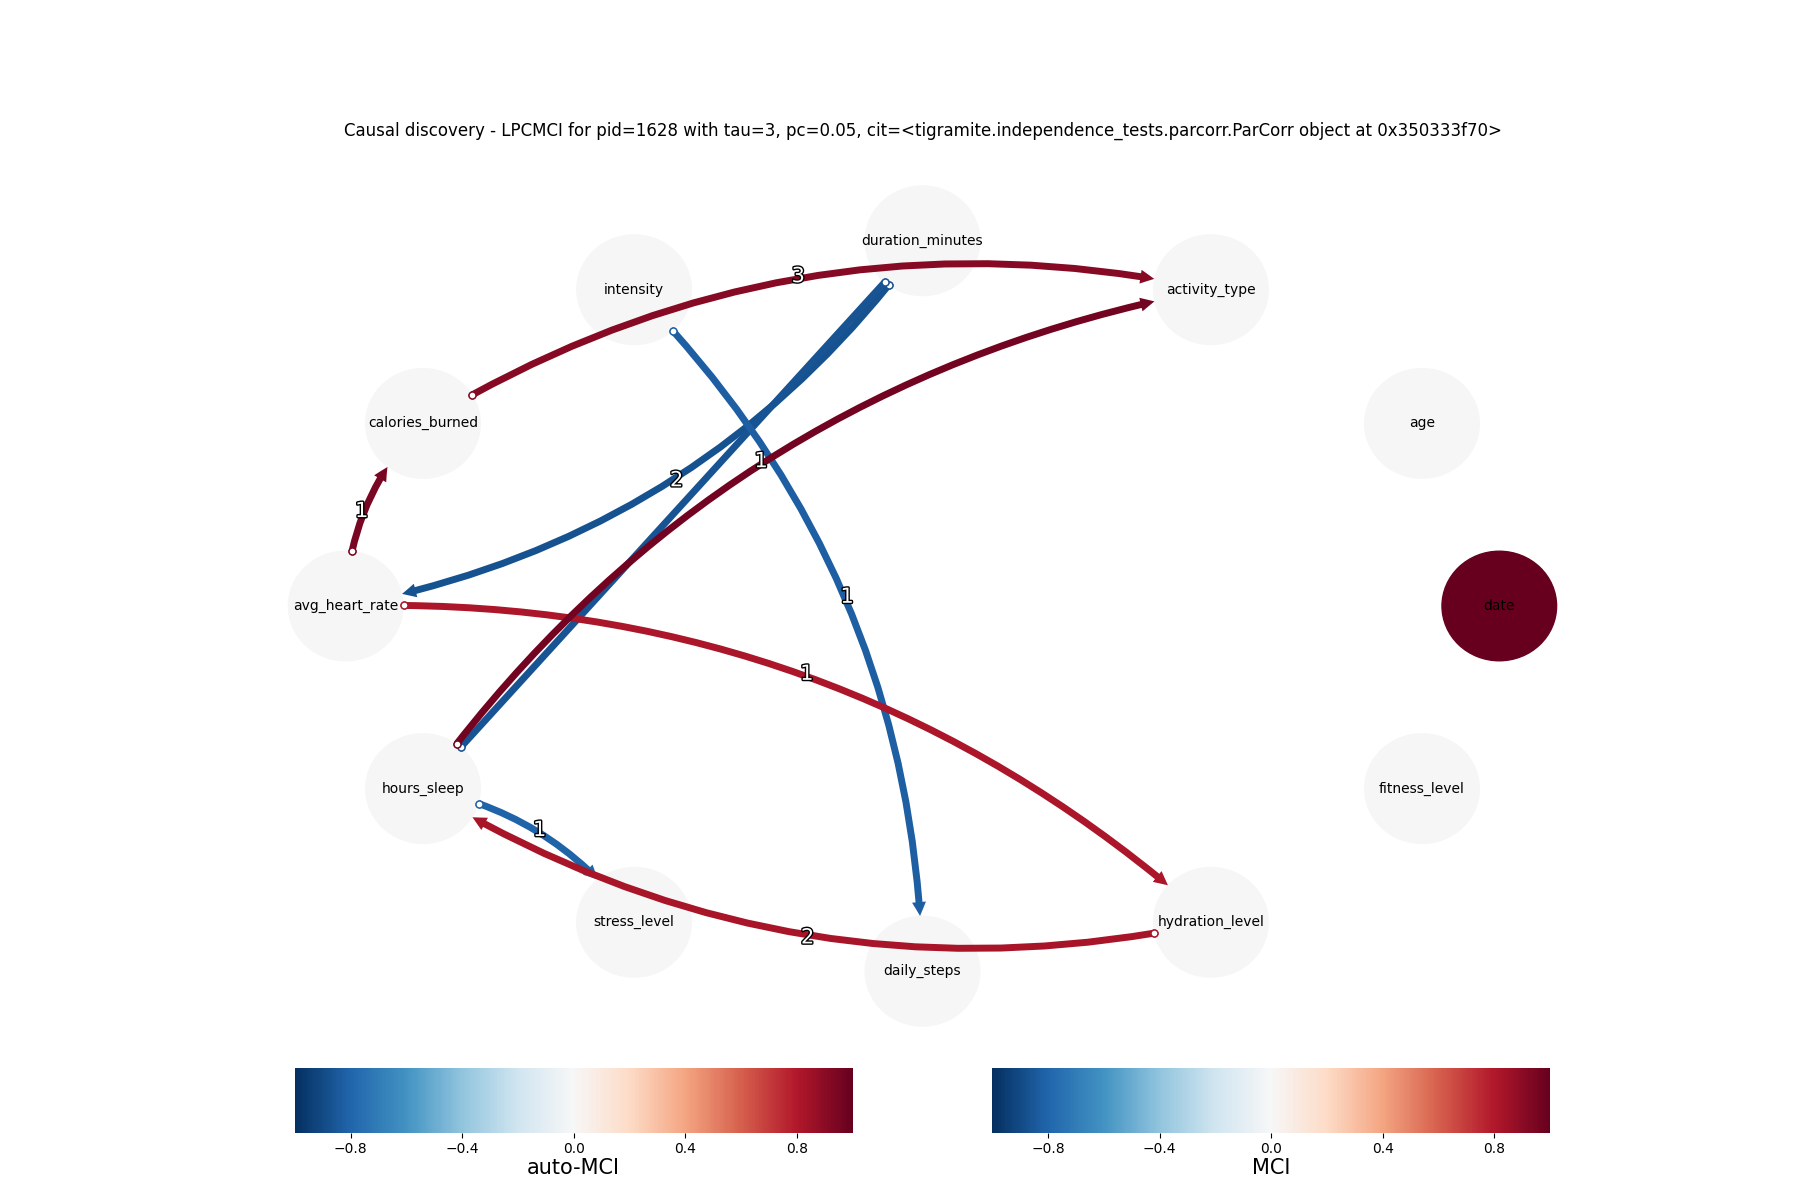 Causal discovery - LPCMCI for pid=1628 with tau=3, pc=0.05, cit=<tigramite.independence_tests.parcorr.ParCorr object at 0x350333f70>
duration_minutes
3
intensity
activity_type
calories_burned
age
1
2
1
avg_heart_rate
1
date
1
hours_sleep
fitness_level
1
stress_level
2
hydration_level
daily_steps
−0.8 −0.4 0.0 0.4 0.8
auto-MCI
−0.8 −0.4 0.0 0.4 0.8
MCI